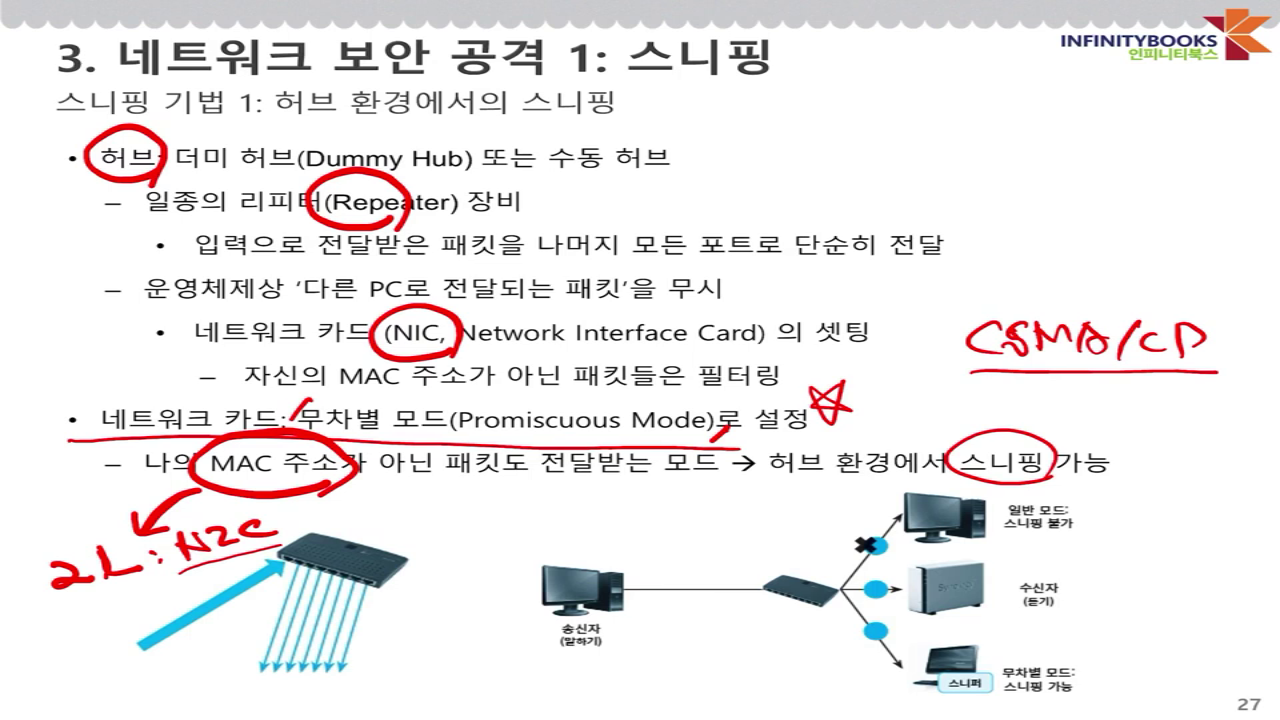 INFINITYBOOKS
인피니티북스
3. 네트워크 보안 공격 1: 스니핑
스니핑 기법 1: 허브 환경에서의 스니핑
• 허브: 더미 허브(Dummy Hub) 또는 수동 허브
– 일종의 리피터(Repeater) 장비
• 입력으로 전달받은 패킷을 나머지 모든 포트로 단순히 전달
– 운영체제상 ‘다른 PC로 전달되는 패킷’을 무시
• 네트워크 카드 (NIC, Network Interface Card) 의 셋팅
CSMA/CD
– 자신의 MAC 주소가 아닌 패킷들은 필터링
• 네트워크 카드: 무차별 모드(Promiscuous Mode)로 설정
– 나의 MAC 주소가 아닌 패킷도 전달받는 모드 → 허브 환경에서 스니핑 가능
2L: NIC
일반 모드:
스니핑 불가
수신자
(듣기)
송신자
(말하기)
스니퍼
무차별 모드:
스니핑 가능
27